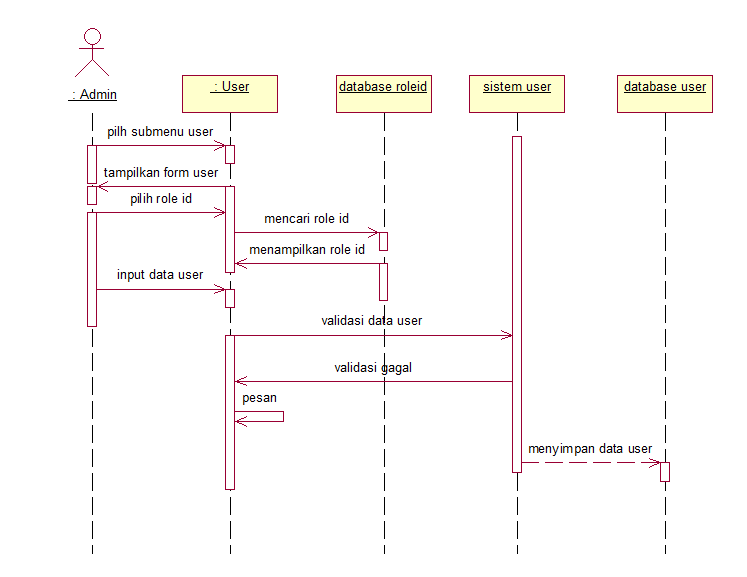 : Admin
: User
database roleid
sistem user
database user
pilh submenu user
tampilkan form user
pilih role id
mencari role id
menampilkan role id
input data user
validasi data user
validasi gagal
pesan
menyimpan data user